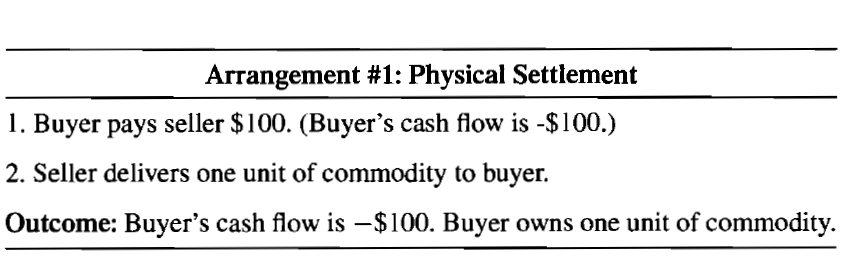 Arrangement #1: Physical Settlement
1. Buyer pays seller $100. (Buyer's cash flow is -$100.)
2. Seller delivers one unit of commodity to buyer.
Outcome: Buyer's cash flow is −$100. Buyer owns one unit of commodity.